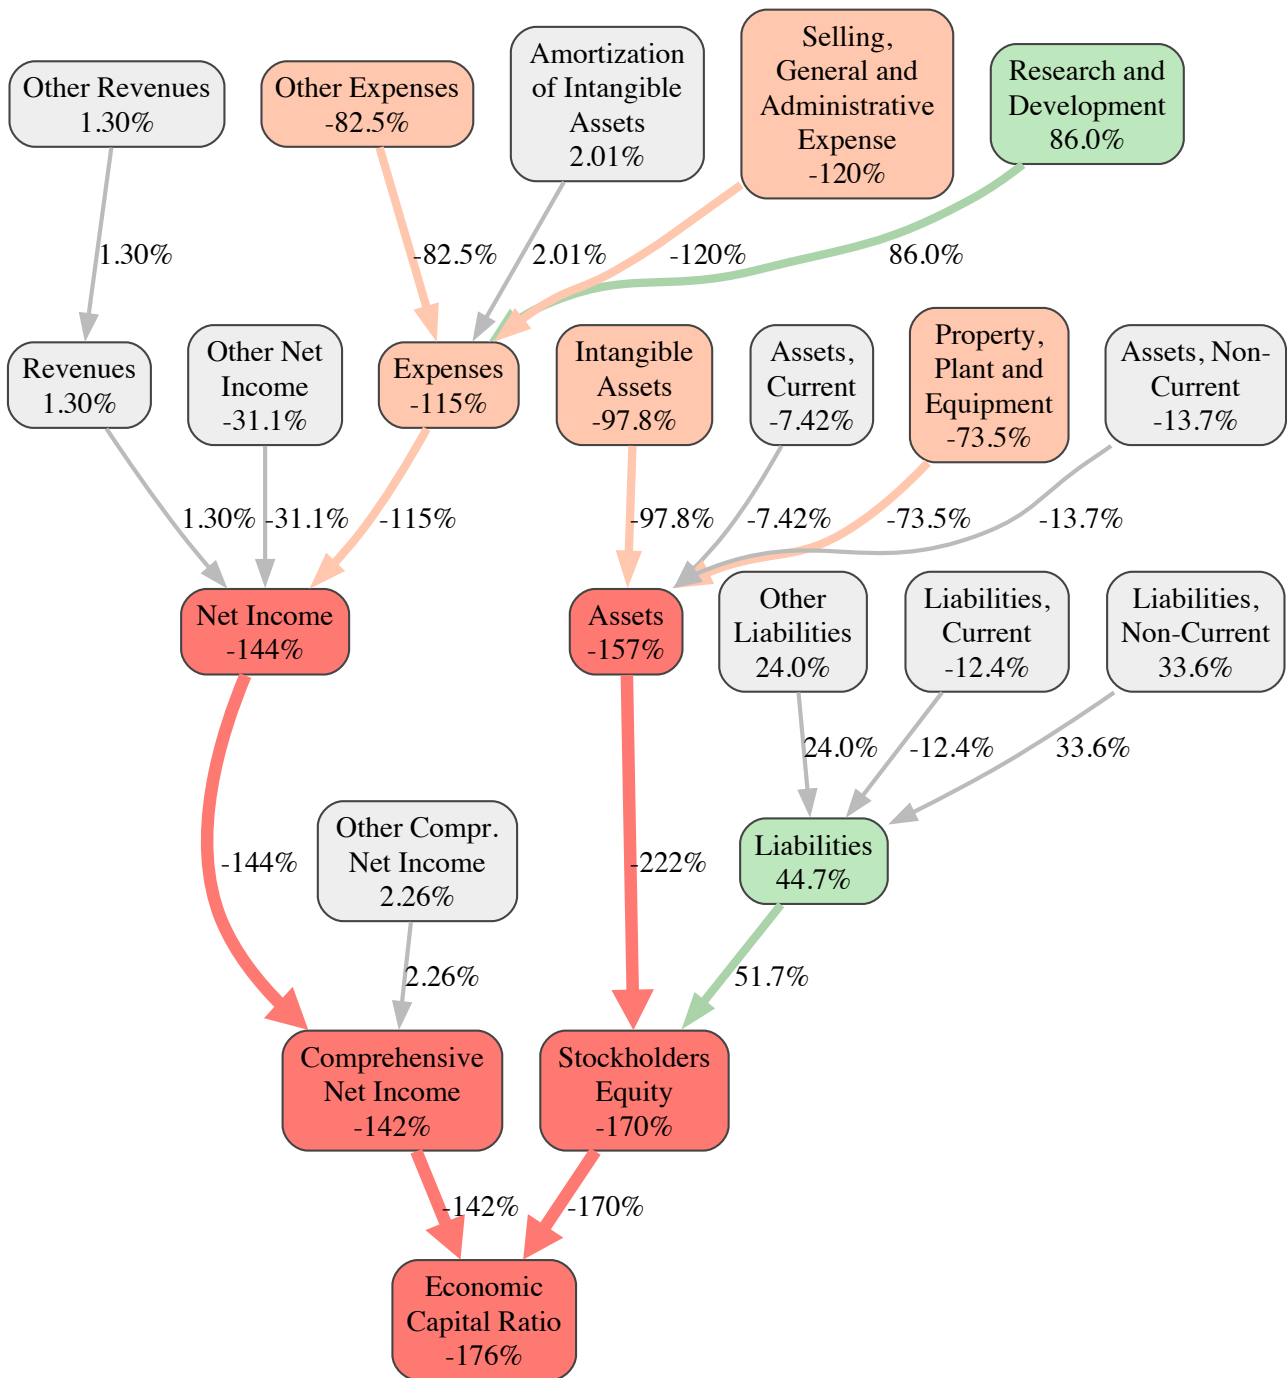 Other Revenues
1.30%
Other Expenses
-82.5%
Amortization
of Intangible
Assets
2.01%
Selling,
General and
Administrative
Expense
-120%
Research and
Development
86.0%
1.30%
-82.5%
2.01%
-120%
86.0%
Revenues
1.30%
Other Net
Income
-31.1%
Expenses
-115%
Intangible
Assets
-97.8%
Assets,
Current
-7.42%
Property,
Plant and
Equipment
-73.5%
Assets, Non-
Current
-13.7%
1.30%
-31.1%
-115%
-97.8%
-7.42%
-73.5%
-13.7%
Net Income
-144%
Assets
-157%
Other
Liabilities
24.0%
Liabilities,
Current
-12.4%
Liabilities,
Non-Current
33.6%
24.0%
-12.4%
33.6%
Other Compr.
Net Income
2.26%
Liabilities
44.7%
-144%
-222%
2.26%
51.7%
Comprehensive
Net Income
-142%
Stockholders
Equity
-170%
-142%
-170%
Economic
Capital Ratio
-176%